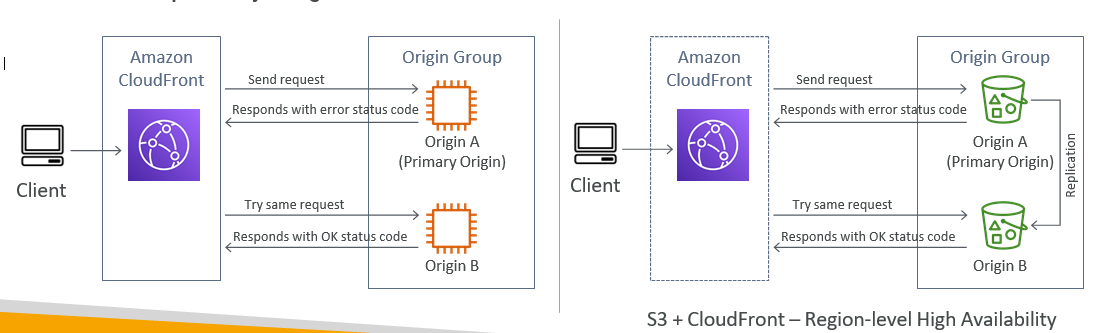 Amazon
CloudFront
Origin Group
Send request
Responds with error status code
Origin A
(Primary Origin)
Client
Try same request
Responds with OK status code
Origin B
Amazon
CloudFront
Origin Group
Send request
Responds with error status code
Origin A
(Primary Origin)
Replication
Client
Try same request
Responds with OK status code
Origin B
S3 + CloudFront – Region-level High Availability